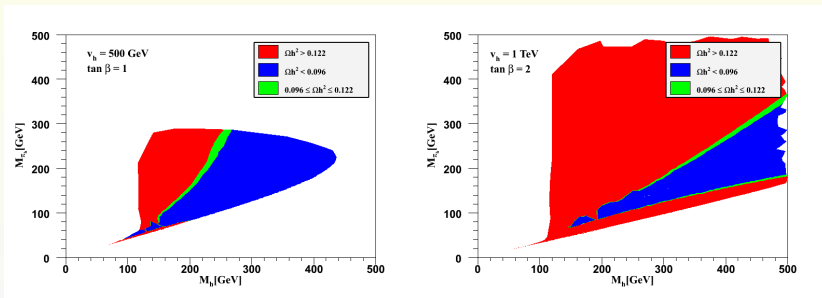 v_h = 500 GeV
tan β = 1
Ωh² > 0.122
Ωh² < 0.096
0.096 ≤ Ωh² ≤ 0.122
500
400
300
200
100
0
M_{π_h}[GeV]
0 100 200 300 400 500
M_h[GeV]
v_h = 1 TeV
tan β = 2
Ωh² > 0.122
Ωh² < 0.096
0.096 ≤ Ωh² ≤ 0.122
500
400
300
200
100
0
M_{π_h}[GeV]
0 100 200 300 400 500
M_h[GeV]